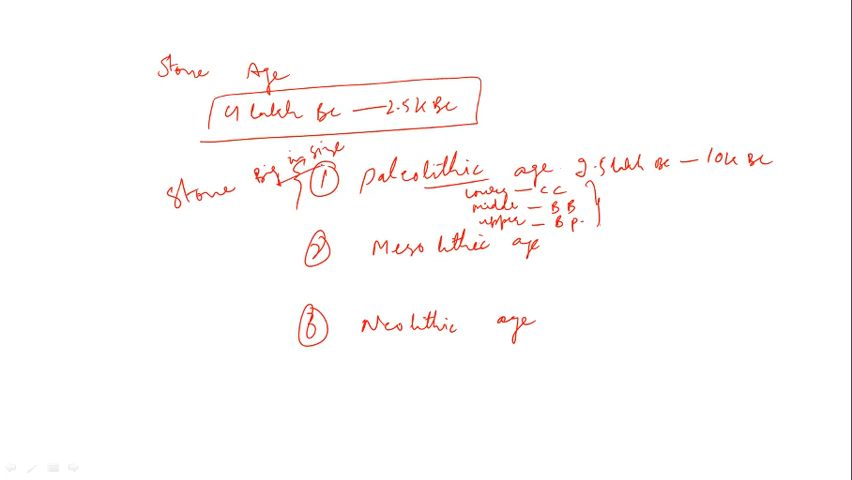 Stone Age
4 lakh BC — 2.5K BC
Stone Big in size ① paleolithic age 2.5 lakh BC — 10K BC
lower — CC
middle — BB
upper — BP.
② Mesolithic age
③ Neolithic age